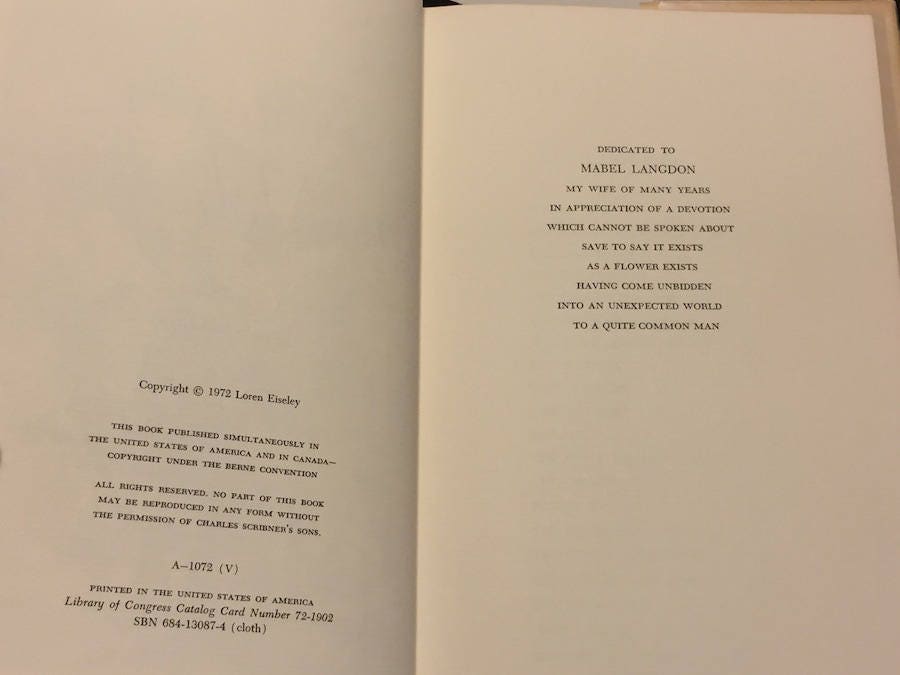 Copyright © 1972 Loren Eiseley
THIS BOOK PUBLISHED SIMULTANEOUSLY IN
THE UNITED STATES OF AMERICA AND IN CANADA—
COPYRIGHT UNDER THE BERNE CONVENTION
ALL RIGHTS RESERVED. NO PART OF THIS BOOK
MAY BE REPRODUCED IN ANY FORM WITHOUT
THE PERMISSION OF CHARLES SCRIBNER'S SONS.
A–1072 (V)
PRINTED IN THE UNITED STATES OF AMERICA
Library of Congress Catalog Card Number 72-1902
SBN 684-13087-4 (cloth)
DEDICATED TO
MABEL LANGDON
MY WIFE OF MANY YEARS
IN APPRECIATION OF A DEVOTION
WHICH CANNOT BE SPOKEN ABOUT
SAVE TO SAY IT EXISTS
AS A FLOWER EXISTS
HAVING COME UNBIDDEN
INTO AN UNEXPECTED WORLD
TO A QUITE COMMON MAN